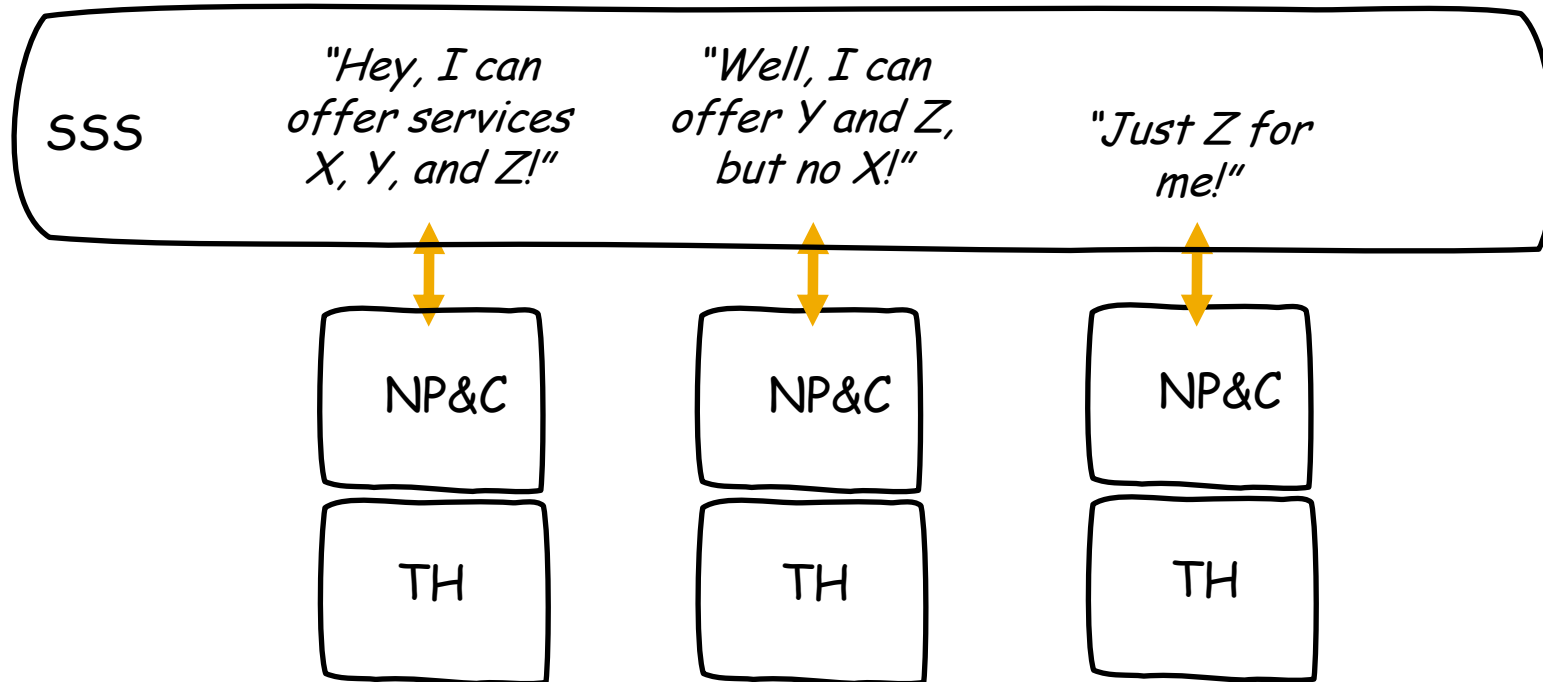 SSS
"Hey, I can
offer services
X, Y, and Z!"
"Well, I can
offer Y and Z,
but no X!"
"Just Z for
me!"
NP&C
NP&C
NP&C
TH
TH
TH